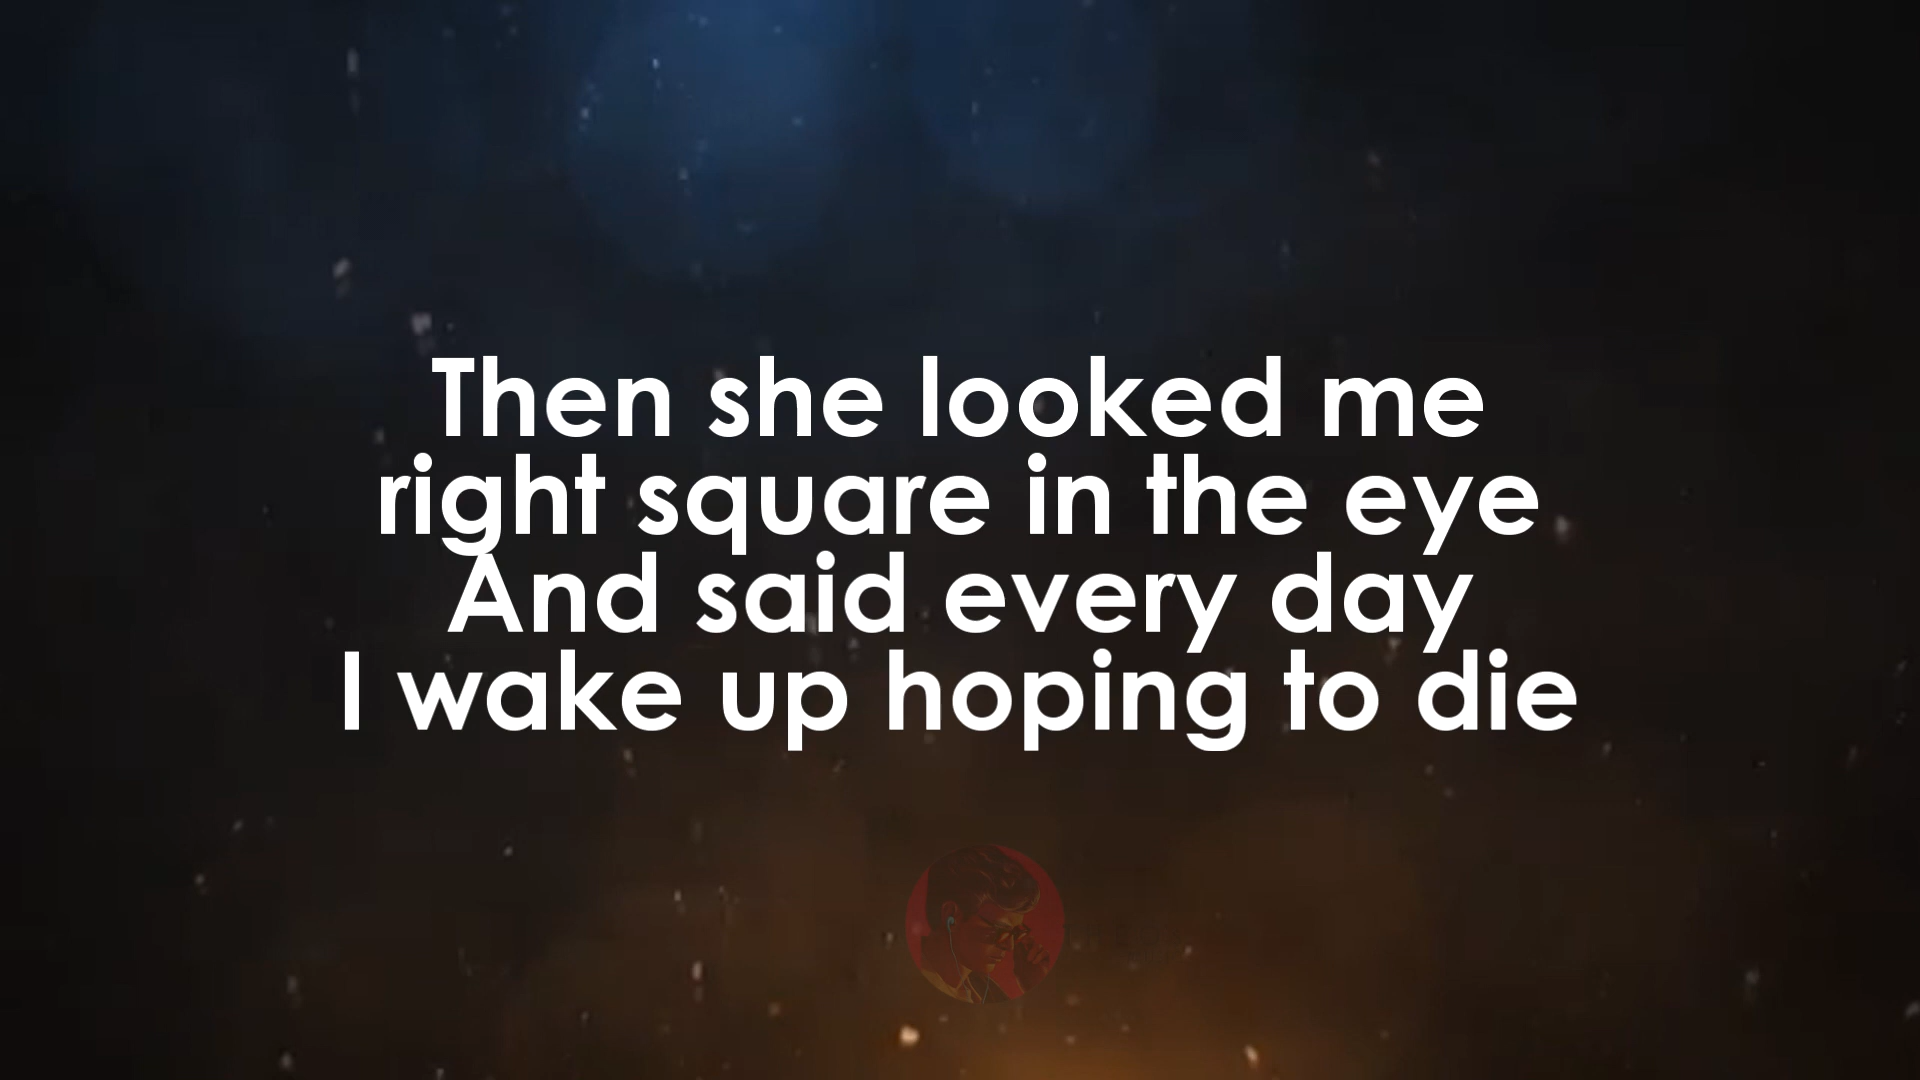 Then she looked me
right square in the eye
And said every day
I wake up hoping to die